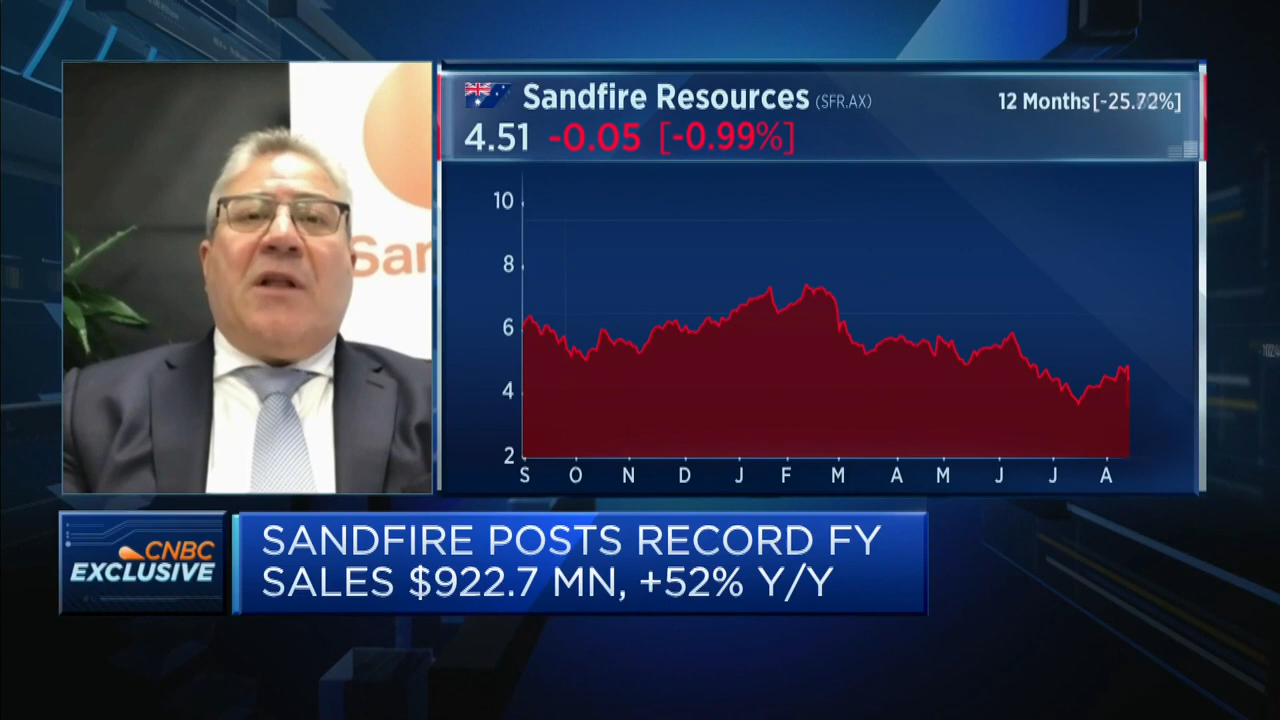 Sandfire Resources (SFR.AX)
12 Months [-25.72%]
4.51 -0.05 [-0.99%]
10
8
6
4
2
S O N D J F M A M J J A
San
CNBC
EXCLUSIVE
SANDFIRE POSTS RECORD FY
SALES $922.7 MN, +52% Y/Y